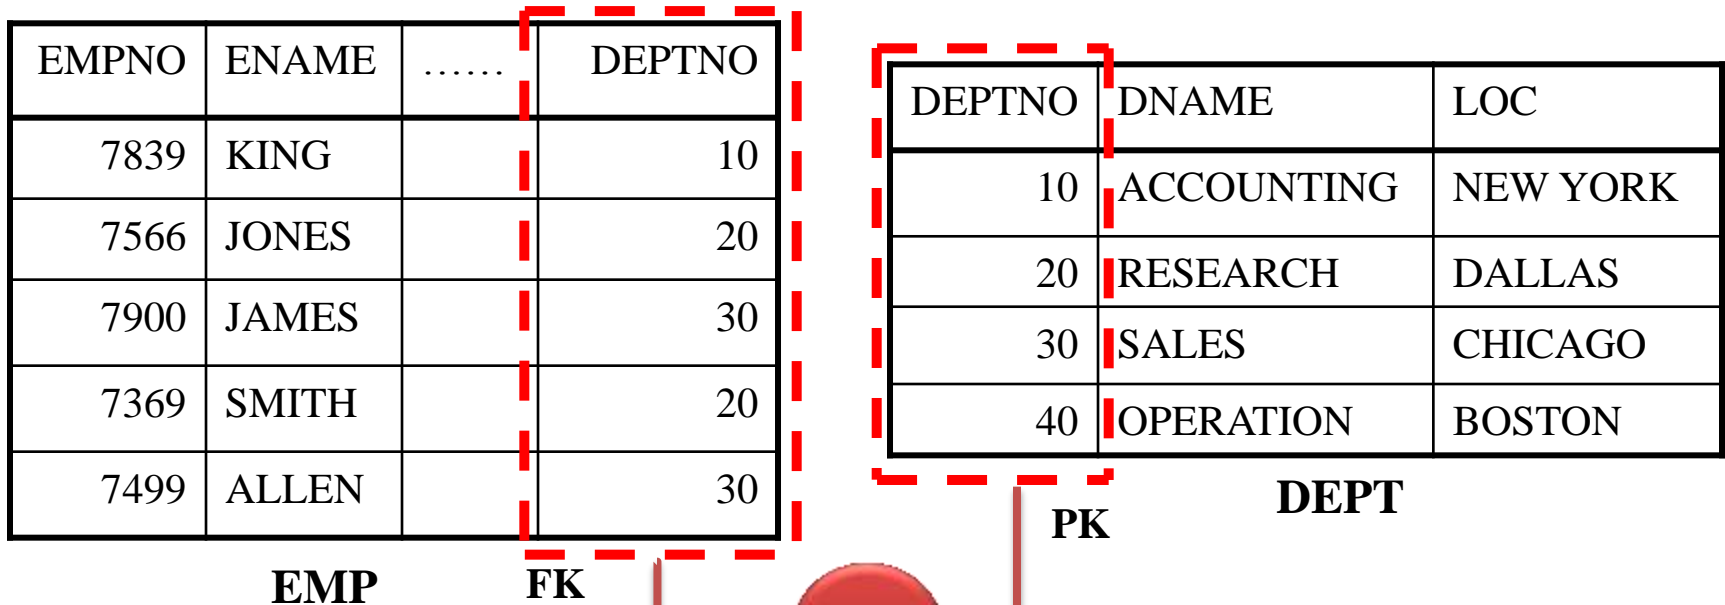 EMPNO ENAME ...... DEPTNO
7839 KING 10
7566 JONES 20
7900 JAMES 30
7369 SMITH 20
7499 ALLEN 30
EMP FK
DEPTNO DNAME LOC
10 ACCOUNTING NEW YORK
20 RESEARCH DALLAS
30 SALES CHICAGO
40 OPERATION BOSTON
PK DEPT